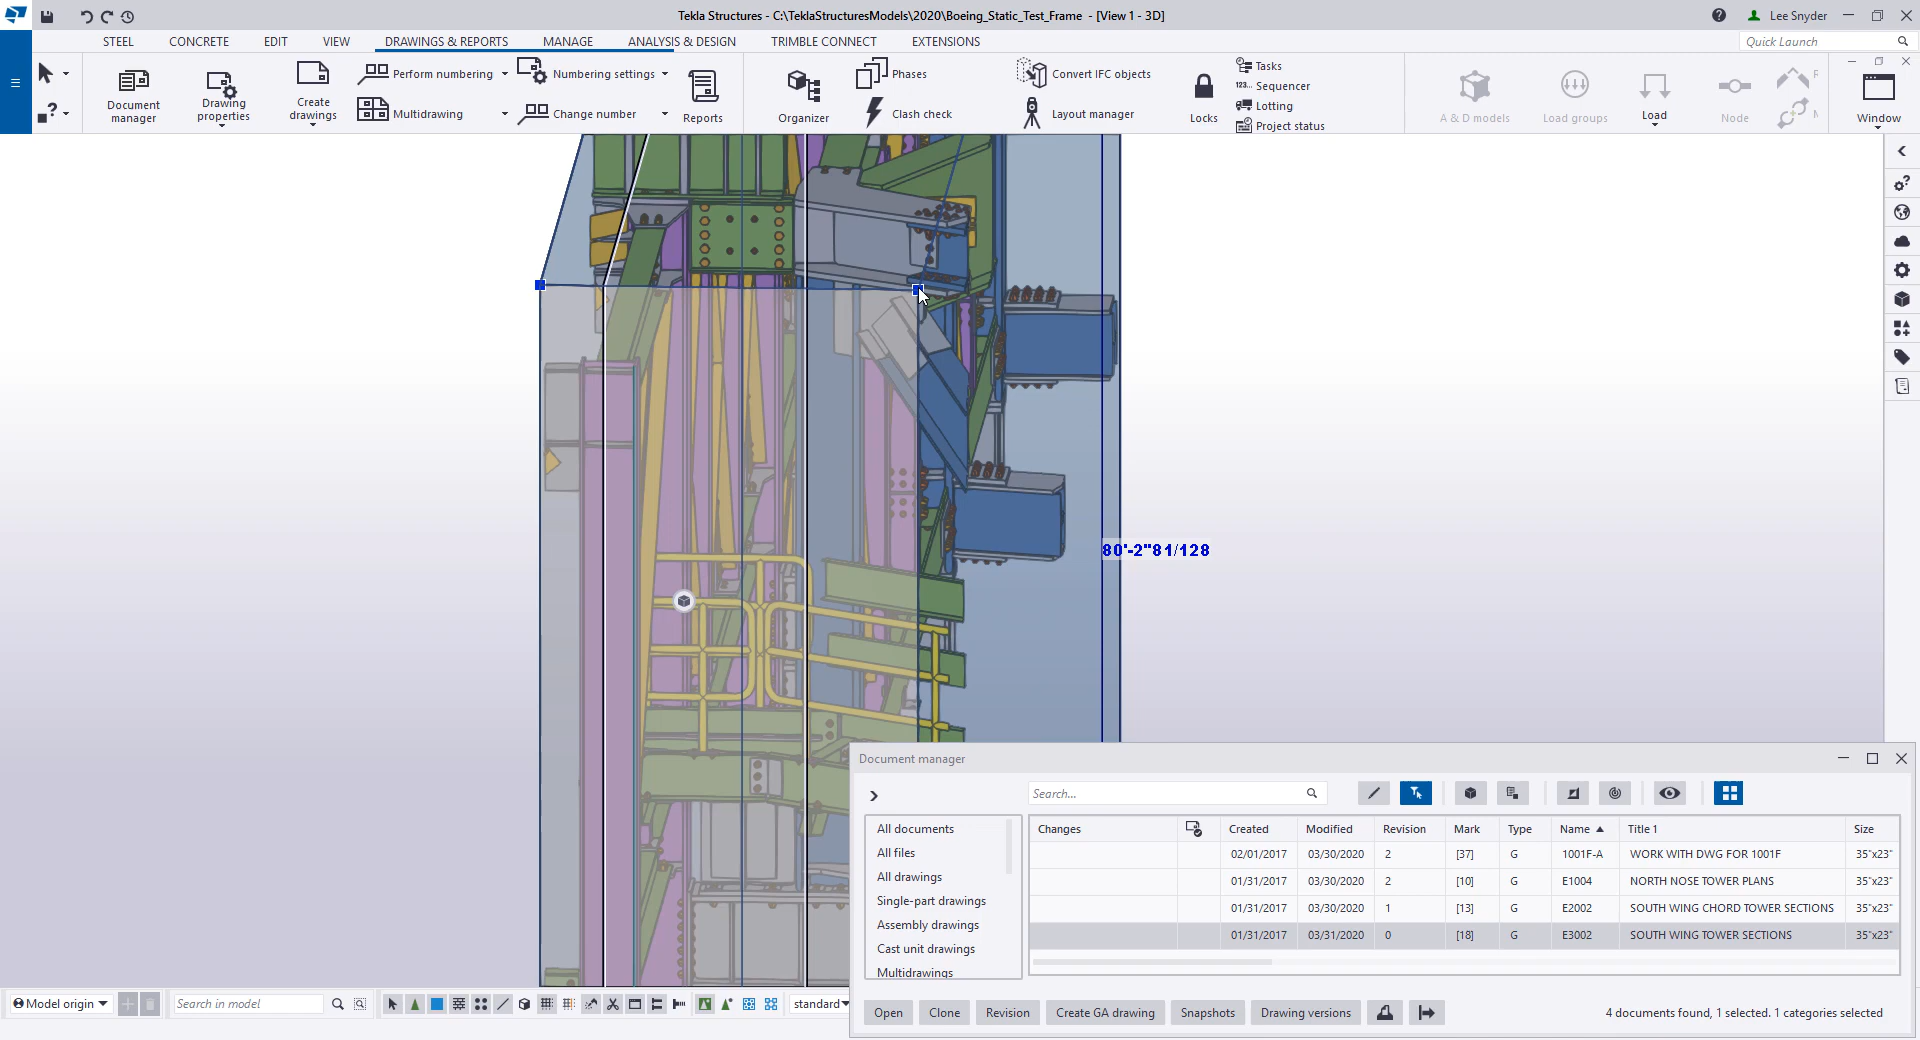 Tekla Structures - C:\TeklaStructuresModels\2020\Boeing_Static_Test_Frame - [View 1 - 3D]
Lee Snyder
STEEL CONCRETE EDIT VIEW DRAWINGS & REPORTS MANAGE ANALYSIS & DESIGN TRIMBLE CONNECT EXTENSIONS
Quick Launch
Document manager
Drawing properties
Create drawings
Perform numbering
Multidrawing
Numbering settings
Change number
Reports
Organizer
Phases
Clash check
Convert IFC objects
Layout manager
Locks
Tasks
123... Sequencer
Lotting
Project status
A & D models
Load groups
Load
Node
Window
80'-2"81/128
Document manager
Search...
All documents
All files
All drawings
Single-part drawings
Assembly drawings
Cast unit drawings
Multidrawings
Changes Created Modified Revision Mark Type Name Title 1 Size
02/01/2017 03/30/2020 2 [37] G 1001F-A WORK WITH DWG FOR 1001F 35"x23"
01/31/2017 03/30/2020 2 [10] G E1004 NORTH NOSE TOWER PLANS 35"x23"
01/31/2017 03/30/2020 1 [13] G E2002 SOUTH WING CHORD TOWER SECTIONS 35"x23"
01/31/2017 03/31/2020 0 [18] G E3002 SOUTH WING TOWER SECTIONS 35"x23"
Open Clone Revision Create GA drawing Snapshots Drawing versions
4 documents found, 1 selected. 1 categories selected
Model origin
Search in model
standard